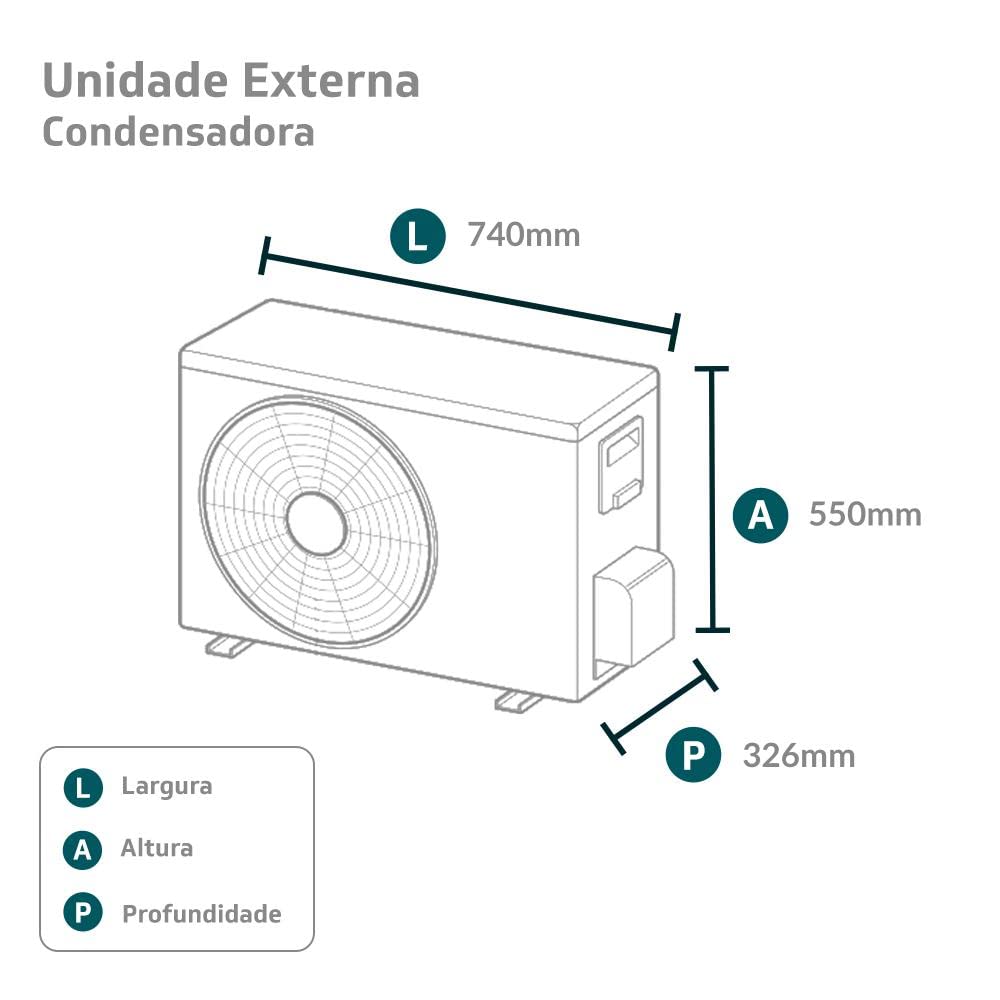 Unidade Externa
Condensadora
L 740mm
A 550mm
P 326mm
L Largura
A Altura
P Profundidade